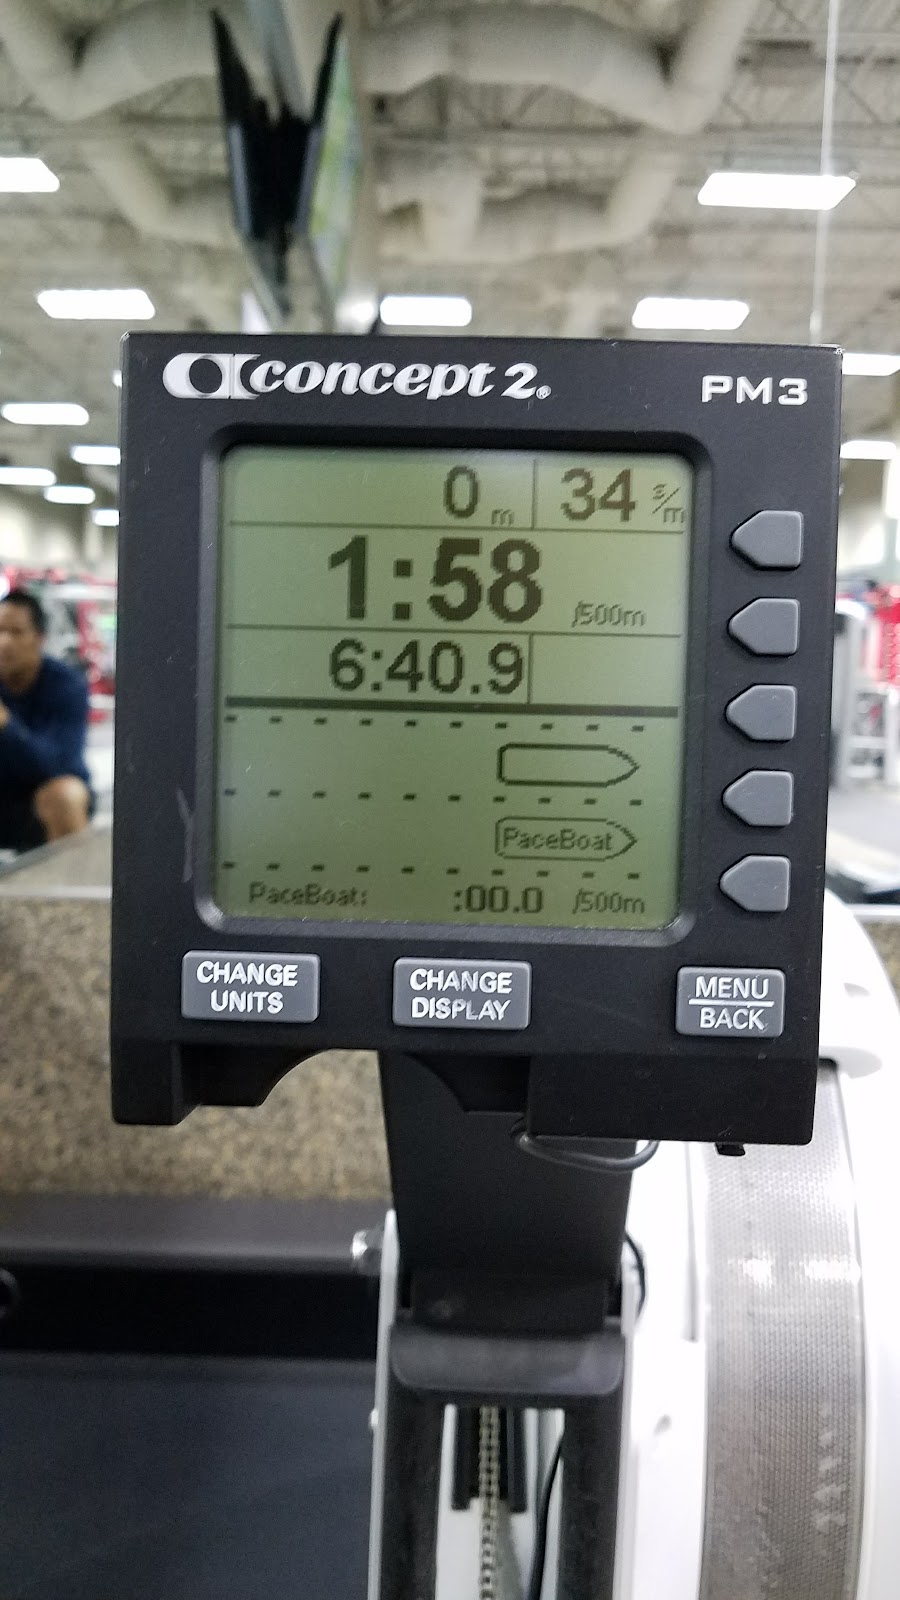 concept 2® PM3
0 m 34 s/m
1:58 /500m
6:40.9
PaceBoat
PaceBoat: :00.0 /500m
CHANGE UNITS
CHANGE DISPLAY
MENU
BACK